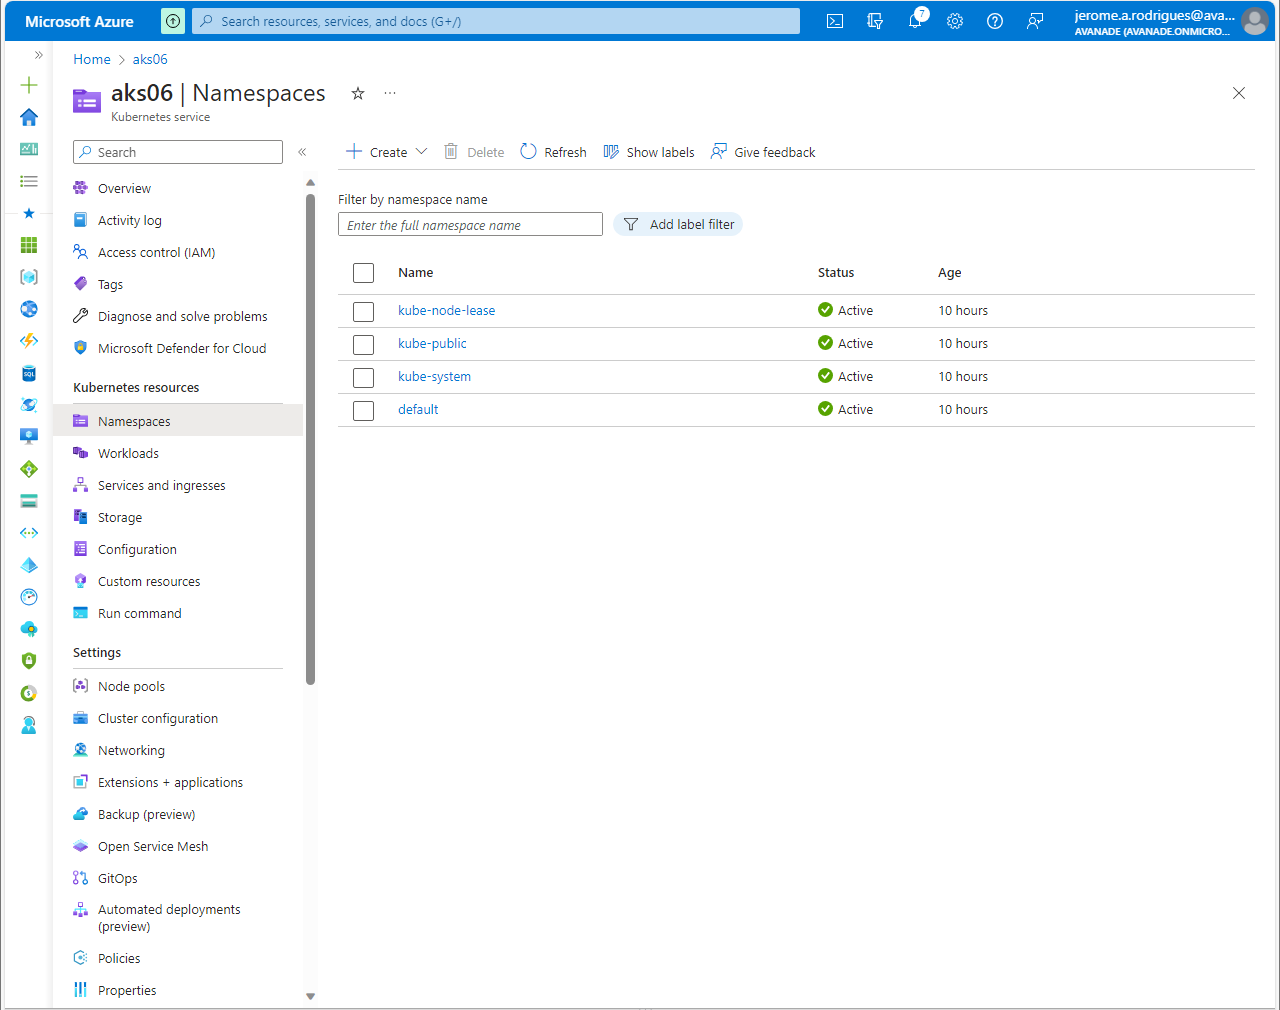 Microsoft Azure
Search resources, services, and docs (G+/)
7
jerome.a.rodrigues@ava...
AVANADE (AVANADE.ONMICRO...
Home > aks06
aks06 | Namespaces
Kubernetes service
Search
Create
Delete
Refresh
Show labels
Give feedback
Overview
Activity log
Access control (IAM)
Tags
Diagnose and solve problems
Microsoft Defender for Cloud
Kubernetes resources
Namespaces
Workloads
Services and ingresses
Storage
Configuration
Custom resources
Run command
Settings
Node pools
Cluster configuration
Networking
Extensions + applications
Backup (preview)
Open Service Mesh
GitOps
Automated deployments
(preview)
Policies
Properties
Filter by namespace name
Enter the full namespace name
Add label filter
Name Status Age
kube-node-lease Active 10 hours
kube-public Active 10 hours
kube-system Active 10 hours
default Active 10 hours